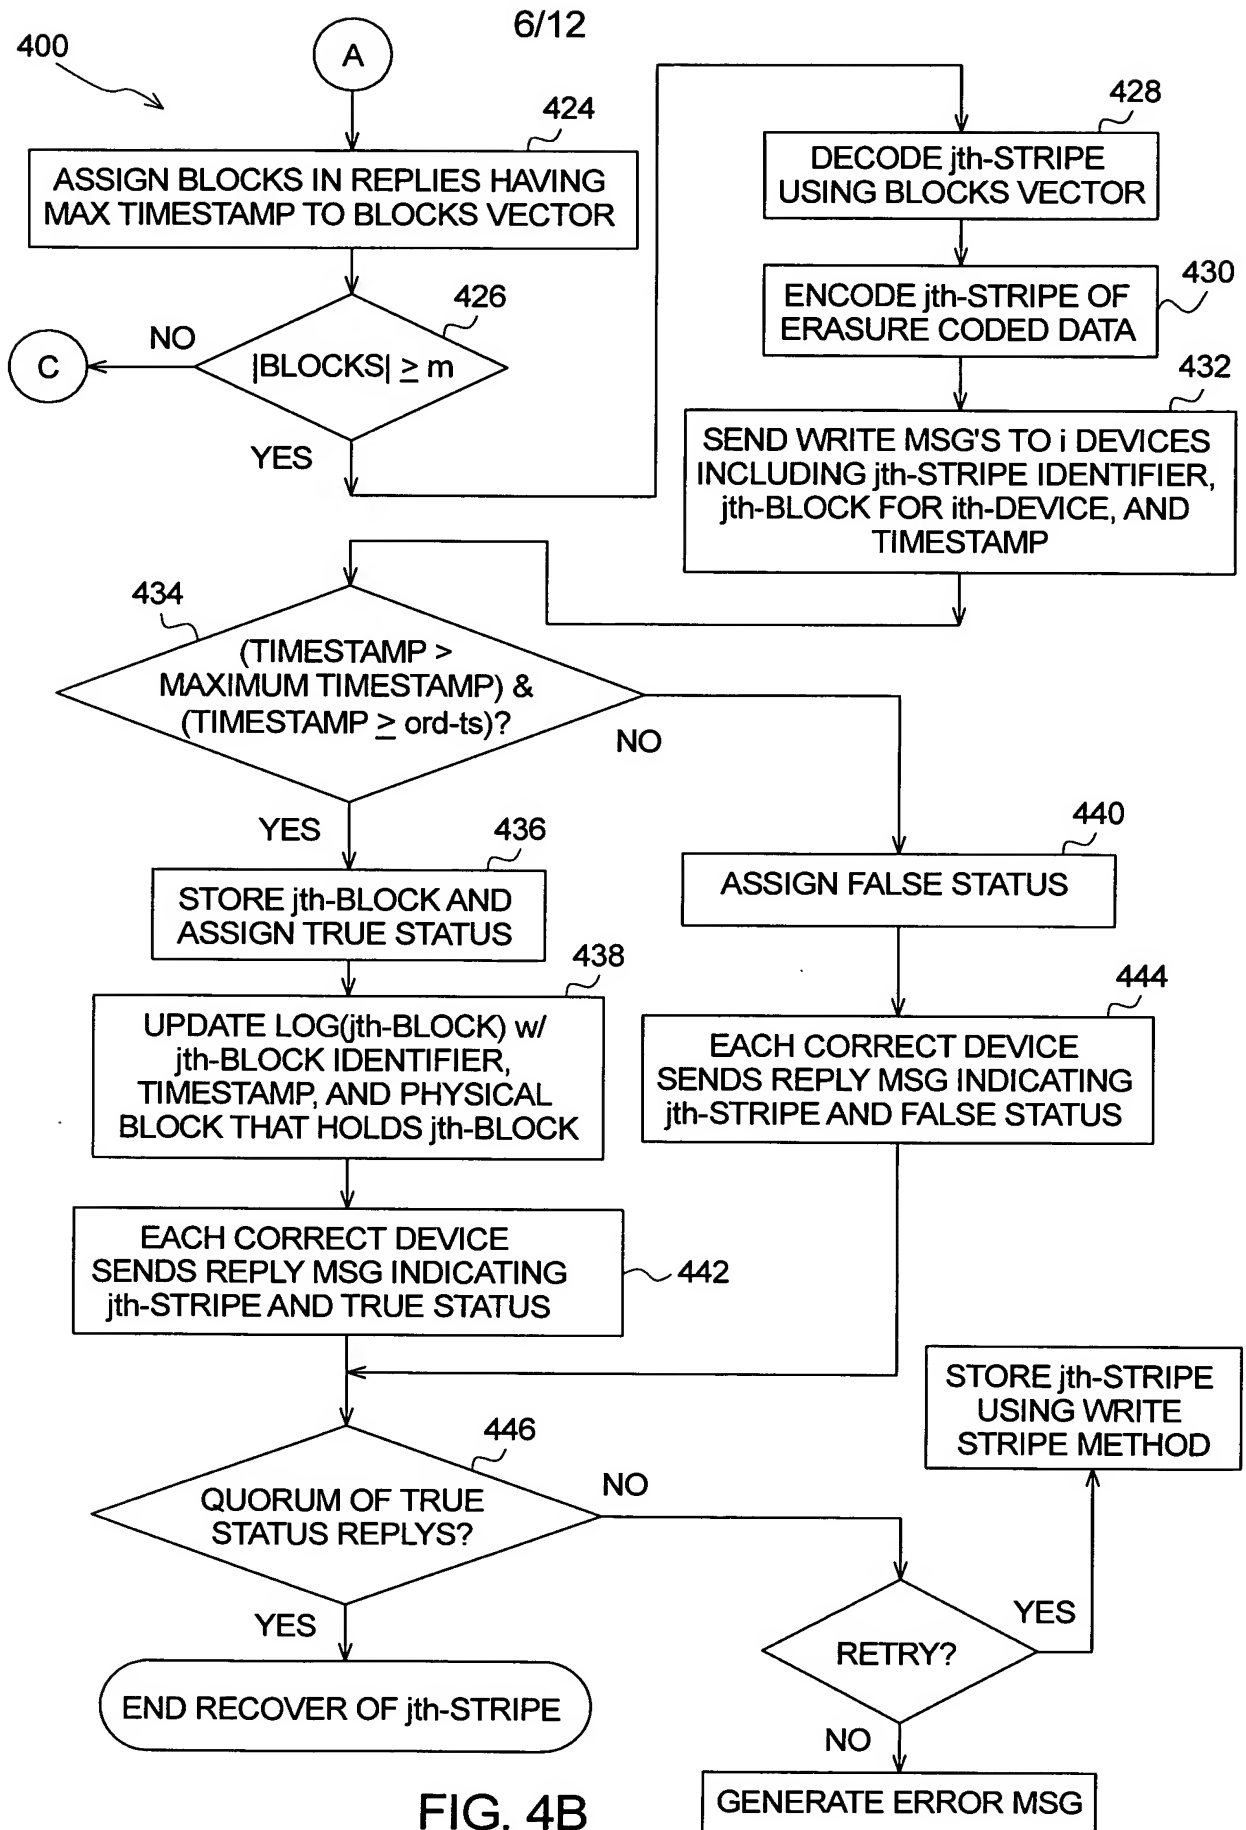 6/12
400
A
424
ASSIGN BLOCKS IN REPLIES HAVING
MAX TIMESTAMP TO BLOCKS VECTOR
426
|BLOCKS| ≥ m
NO
C
YES
428
DECODE jth-STRIPE
USING BLOCKS VECTOR
430
ENCODE jth-STRIPE OF
ERASURE CODED DATA
432
SEND WRITE MSG'S TO i DEVICES
INCLUDING jth-STRIPE IDENTIFIER,
jth-BLOCK FOR ith-DEVICE, AND
TIMESTAMP
434
(TIMESTAMP >
MAXIMUM TIMESTAMP) &
(TIMESTAMP ≥ ord-ts)?
NO
YES
436
STORE jth-BLOCK AND
ASSIGN TRUE STATUS
438
UPDATE LOG(jth-BLOCK) w/
jth-BLOCK IDENTIFIER,
TIMESTAMP, AND PHYSICAL
BLOCK THAT HOLDS jth-BLOCK
440
ASSIGN FALSE STATUS
444
EACH CORRECT DEVICE
SENDS REPLY MSG INDICATING
jth-STRIPE AND FALSE STATUS
EACH CORRECT DEVICE
SENDS REPLY MSG INDICATING
jth-STRIPE AND TRUE STATUS
442
446
QUORUM OF TRUE
STATUS REPLYS?
NO
YES
END RECOVER OF jth-STRIPE
STORE jth-STRIPE
USING WRITE
STRIPE METHOD
RETRY?
YES
NO
GENERATE ERROR MSG
FIG. 4B